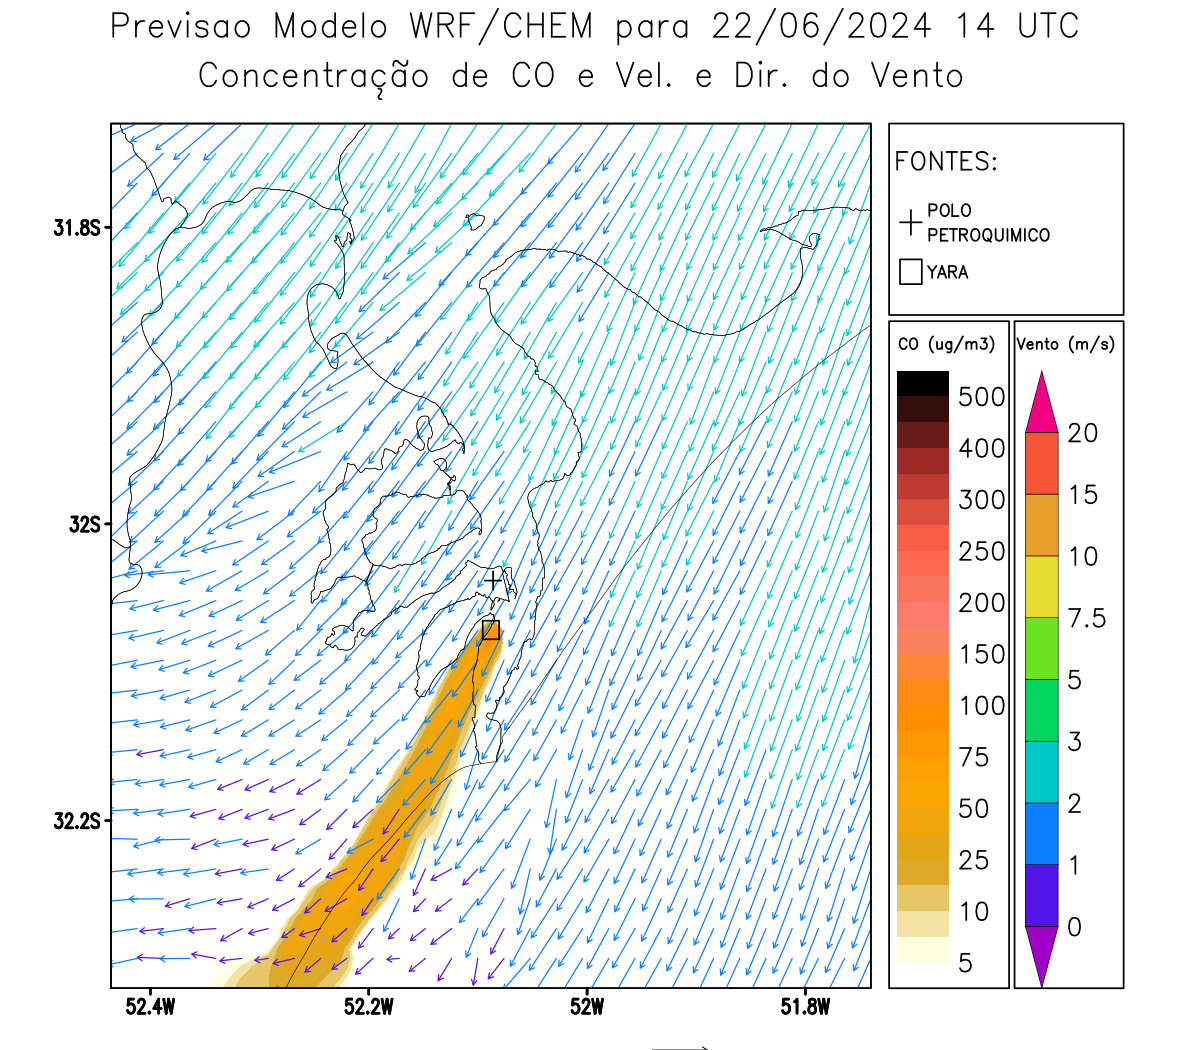 Previsao Modelo WRF/CHEM para 22/06/2024 14 UTC
Concentração de CO e Vel. e Dir. do Vento
FONTES:
POLO
PETROQUIMICO
YARA
CO (ug/m3)
500
400
300
250
200
150
100
75
50
25
10
5
Vento (m/s)
20
15
10
7.5
5
3
2
1
0
31.8S
32S
32.2S
52.4W
52.2W
52W
51.8W